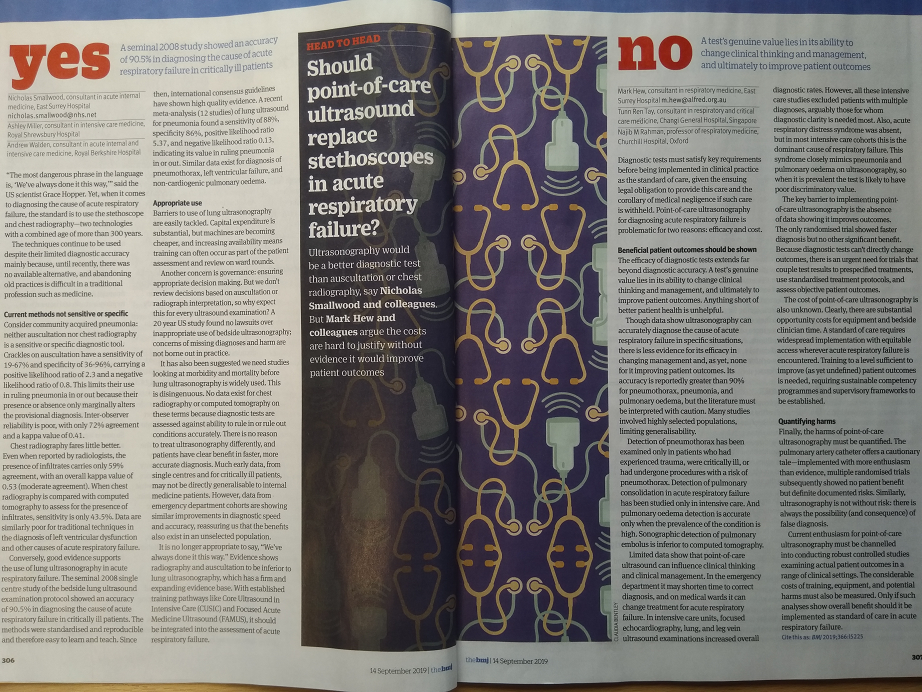 yes
A seminal 2008 study showed an accuracy
of 90.5% in diagnosing the cause of acute
respiratory failure in critically ill patients
Nicholas Smallwood, consultant in acute internal
medicine, East Surrey Hospital
nicholas.smallwood@nhs.net
Ashley Miller, consultant in intensive care medicine,
Royal Shrewsbury Hospital
Andrew Walden, consultant in acute internal and
intensive care medicine, Royal Berkshire Hospital
"The most dangerous phrase in the language
is, 'We've always done it this way,'" said the
US scientist Grace Hopper. Yet, when it comes
to diagnosing the cause of acute respiratory
failure, the standard is to use the stethoscope
and chest radiography—two technologies
with a combined age of more than 300 years.
The techniques continue to be used
despite their limited diagnostic accuracy
mainly because, until recently, there was
no available alternative, and abandoning
old practices is difficult in a traditional
profession such as medicine.
Current methods not sensitive or specific
Consider community acquired pneumonia:
neither auscultation nor chest radiography
is a sensitive or specific diagnostic tool.
Crackles on auscultation have a sensitivity of
19-67% and specificity of 36-96%, carrying a
positive likelihood ratio of 2.3 and negative
likelihood ratio of 0.8. This limits their use
in ruling pneumonia in or out because their
presence or absence only marginally alters
the provisional diagnosis. Inter-observer
reliability is poor, with only 72% agreement
and a kappa value of 0.41.
Chest radiography fares little better.
Even when reported by radiologists, the
presence of infiltrates carries only 59%
agreement, with an overall kappa value of
0.53 (moderate agreement). When chest
radiography is compared with computed
tomography to assess for the presence of
infiltrates, sensitivity is only 43.5%. Data are
similarly poor for traditional techniques in
the diagnosis of left ventricular dysfunction
and other causes of acute respiratory failure.
Conversely, good evidence supports
the use of lung ultrasonography in acute
respiratory failure. The seminal 2008 single
centre study of the bedside lung ultrasound
examination protocol showed an accuracy
of 90.5% in diagnosing the cause of acute
respiratory failure in critically ill patients. The
methods were standardised and reproducible
and therefore easy to learn and teach. Since
then, international consensus guidelines
have shown high quality evidence. A recent
meta-analysis (12 studies) of lung ultrasound
for pneumonia found a sensitivity of 88%,
specificity 86%, positive likelihood ratio
5.37, and negative likelihood ratio 0.13,
indicating its value in ruling pneumonia
in or out. Similar data exist for diagnosis of
pneumothorax, left ventricular failure, and
non-cardiogenic pulmonary oedema.
Appropriate use
Barriers to use of lung ultrasonography
are easily tackled. Capital expenditure is
substantial, but machines are becoming
cheaper, and increasing availability means
training can often occur as part of the patient
assessment and review on ward rounds.
Another concern is governance: ensuring
appropriate decision making. But we don't
review decisions based on auscultation or
radiograph interpretation, so why expect
this for every ultrasound examination? A
20 year US study found no lawsuits over
inappropriate use of bedside ultrasonography;
concerns of missed diagnoses and harm are
not borne out in practice.
It has also been suggested we need studies
looking at morbidity and mortality before
lung ultrasonography is widely used. This
is disingenuous. No data exist for chest
radiography or computed tomography on
these terms because diagnostic tests are
assessed against ability to rule in or rule out
conditions accurately. There is no reason
to treat ultrasonography differently, and
patients have clear benefit in faster, more
accurate diagnosis. Much early data, from
single centres and for critically ill patients,
may not be directly generalisable to internal
medicine patients. However, data from
emergency department cohorts are showing
similar improvements in diagnostic speed
and accuracy, reassuring us that the benefits
also exist in an unselected population.
It is no longer appropriate to say, "We've
always done it this way." Evidence shows
radiography and auscultation to be inferior to
lung ultrasonography, which has a firm and
expanding evidence base. With established
training pathways like Core Ultrasound in
Intensive Care (CUSIC) and Focused Acute
Medicine Ultrasound (FAMUS), it should
be integrated into the assessment of acute
respiratory failure.
306
14 September 2019 | thebmj
HEAD TO HEAD
Should
point-of-care
ultrasound
replace
stethoscopes
in acute
respiratory
failure?
Ultrasonography would
be a better diagnostic test
than auscultation or chest
radiography, say Nicholas
Smallwood and colleagues.
But Mark Hew and
colleagues argue the costs
are hard to justify without
evidence it would improve
patient outcomes
thebmj | 14 September 2019
no
A test's genuine value lies in its ability to
change clinical thinking and management,
and ultimately to improve patient outcomes
Mark Hew, consultant in respiratory medicine, East
Surrey Hospital m.hew@alfred.org.au
Tunn Ren Tay, consultant in respiratory and critical
care medicine, Changi General Hospital, Singapore
Najib M Rahman, professor of respiratory medicine,
Churchill Hospital, Oxford
Diagnostic tests must satisfy key requirements
before being implemented in clinical practice
as the standard of care, given the ensuing
legal obligation to provide this care and the
corollary of medical negligence if such care
is withheld. Point-of-care ultrasonography
for diagnosing acute respiratory failure is
problematic for two reasons: efficacy and cost.
Beneficial patient outcomes should be shown
The efficacy of diagnostic tests extends far
beyond diagnostic accuracy. A test's genuine
value lies in its ability to change clinical
thinking and management, and ultimately to
improve patient outcomes. Anything short of
better patient health is unhelpful.
Though data show ultrasonography can
accurately diagnose the cause of acute
respiratory failure in specific situations,
there is less evidence for its efficacy in
changing management and, as yet, none
for it improving patient outcomes. Its
accuracy is reportedly greater than 90%
for pneumothorax, pneumonia, and
pulmonary oedema, but the literature must
be interpreted with caution. Many studies
involved highly selected populations,
limiting generalisability.
Detection of pneumothorax has been
examined only in patients who had
experienced trauma, were critically ill, or
had undergone procedures with a risk of
pneumothorax. Detection of pulmonary
consolidation in acute respiratory failure
has been studied only in intensive care. And
pulmonary oedema detection is accurate
only when the prevalence of the condition is
high. Sonographic detection of pulmonary
embolus is inferior to computed tomography.
Limited data show that point-of-care
ultrasound can influence clinical thinking
and clinical management. In the emergency
department it may shorten time to correct
diagnosis, and on medical wards it can
change treatment for acute respiratory
failure. In intensive care units, focused
echocardiography, lung, and leg vein
ultrasound examinations increased overall
diagnostic rates. However, all these intensive
care studies excluded patients with multiple
diagnoses, arguably those for whom
diagnostic clarity is needed most. Also, acute
respiratory distress syndrome was absent,
but in most intensive care cohorts this is the
dominant cause of respiratory failure. This
syndrome closely mimics pneumonia and
pulmonary oedema on ultrasonography, so
when it is prevalent the test is likely to have
poor discriminatory value.
The key barrier to implementing point-
of-care ultrasonography is the absence
of data showing it improves outcomes.
The only randomised trial showed faster
diagnosis but no other significant benefit.
Because diagnostic tests can't directly change
outcomes, there is an urgent need for trials that
couple test results to prespecified treatments,
use standardised treatment protocols, and
assess objective patient outcomes.
The cost of point-of-care ultrasonography is
also unknown. Clearly, there are substantial
opportunity costs for equipment and bedside
clinician time. A standard of care requires
widespread implementation with equitable
access wherever acute respiratory failure is
encountered. Training to a level sufficient to
improve (as yet undefined) patient outcomes
is needed, requiring sustainable competency
programmes and supervisory frameworks to
be established.
Quantifying harms
Finally, the harms of point-of-care
ultrasonography must be quantified. The
pulmonary artery catheter offers a cautionary
tale—implemented with more enthusiasm
than evidence, multiple randomised trials
subsequently showed no patient benefit
but definite documented risks. Similarly,
ultrasonography is not without risk: there is
always the possibility (and consequence) of
false diagnosis.
Current enthusiasm for point-of-care
ultrasonography must be channelled
into conducting robust controlled studies
examining actual patient outcomes in a
range of clinical settings. The considerable
costs of training, equipment, and potential
harms must also be measured. Only if such
analyses show overall benefit should it be
implemented as standard of care in acute
respiratory failure.
Cite this as: BMJ 2019;366:l5325
307